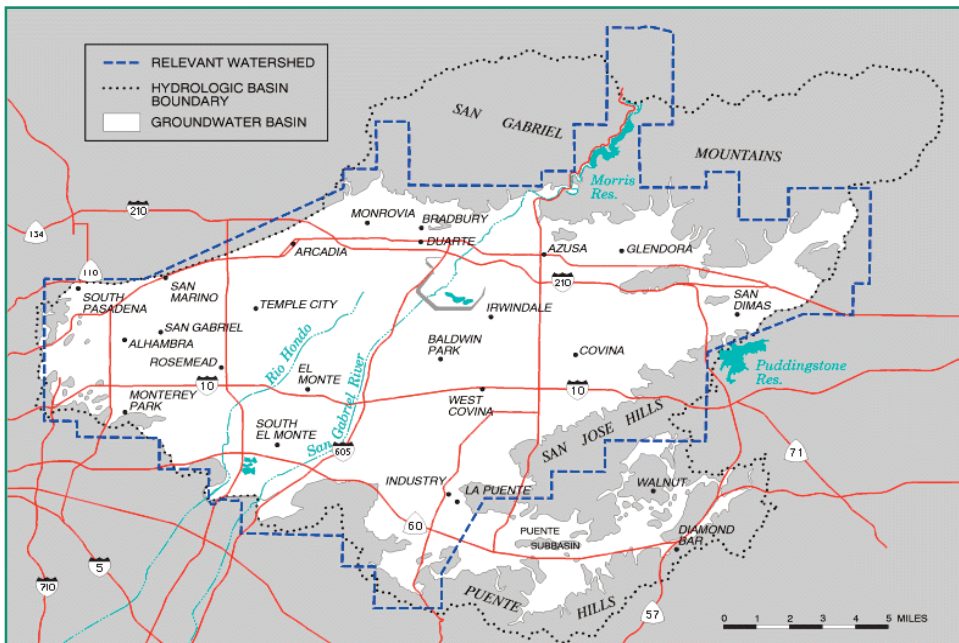 RELEVANT WATERSHED
HYDROLOGIC BASIN
BOUNDARY
GROUNDWATER BASIN
SAN GABRIEL
MOUNTAINS
Morris
Res.
134
210
110
MONROVIA
BRADBURY
DUARTE
ARCADIA
AZUSA
GLENDORA
210
SOUTH
PASADENA
SAN
MARINO
TEMPLE CITY
SAN
DIMAS
IRWINDALE
SAN GABRIEL
ALHAMBRA
Rio Hondo
BALDWIN
PARK
COVINA
Puddingstone
Res.
ROSEMEAD
EL
MONTE
San Gabriel River
10
10
MONTEREY
PARK
WEST
COVINA
SOUTH
EL MONTE
605
SAN JOSE HILLS
71
INDUSTRY
LA PUENTE
WALNUT
60
PUENTE
SUBBASIN
DIAMOND
BAR
5
710
PUENTE HILLS
57
0 1 2 3 4 5 MILES